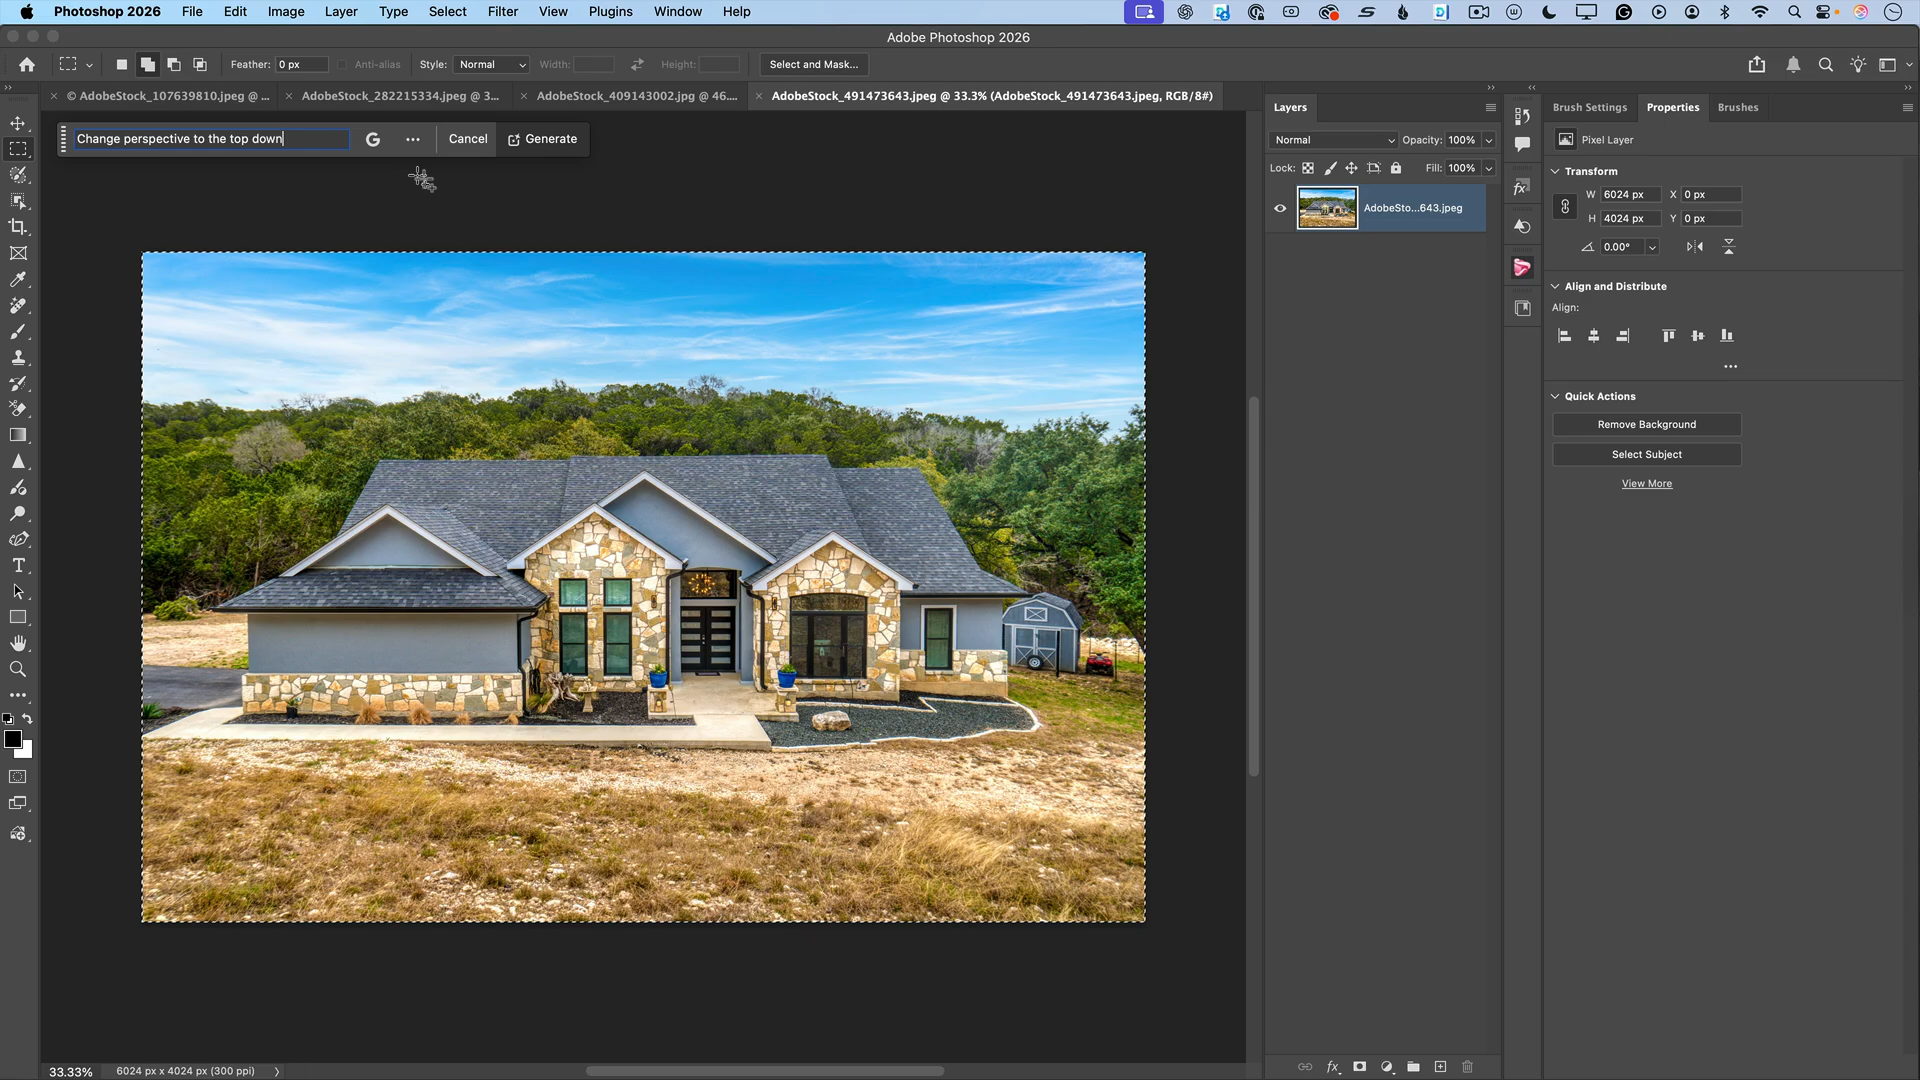 Photoshop 2026 File Edit Image Layer Type Select Filter View Plugins Window Help
Adobe Photoshop 2026
Feather: 0 px Anti-alias Style: Normal Width: Height: Select and Mask...
© AdobeStock_107639810.jpeg @ ... AdobeStock_282215334.jpeg @ 3... AdobeStock_409143002.jpg @ 46.... AdobeStock_491473643.jpeg @ 33.3% (AdobeStock_491473643.jpeg, RGB/8#)
Change perspective to the top down Cancel Generate
Layers
Normal Opacity: 100%
Lock: Fill: 100%
AdobeSto...643.jpeg
Brush Settings Properties Brushes
Pixel Layer
Transform
W 6024 px X 0 px
H 4024 px Y 0 px
0.00°
Align and Distribute
Align:
Quick Actions
Remove Background
Select Subject
View More
33.33% 6024 px x 4024 px (300 ppi)